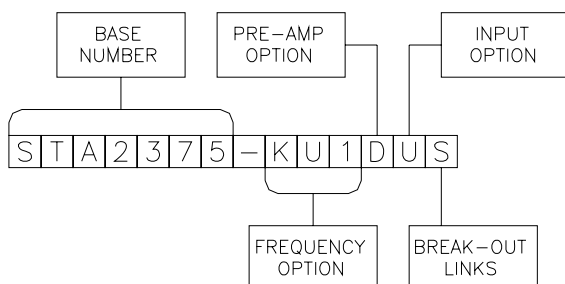 BASE
NUMBER
PRE-AMP
OPTION
INPUT
OPTION
STA2375-KU1DUS
FREQUENCY
OPTION
BREAK-OUT
LINKS